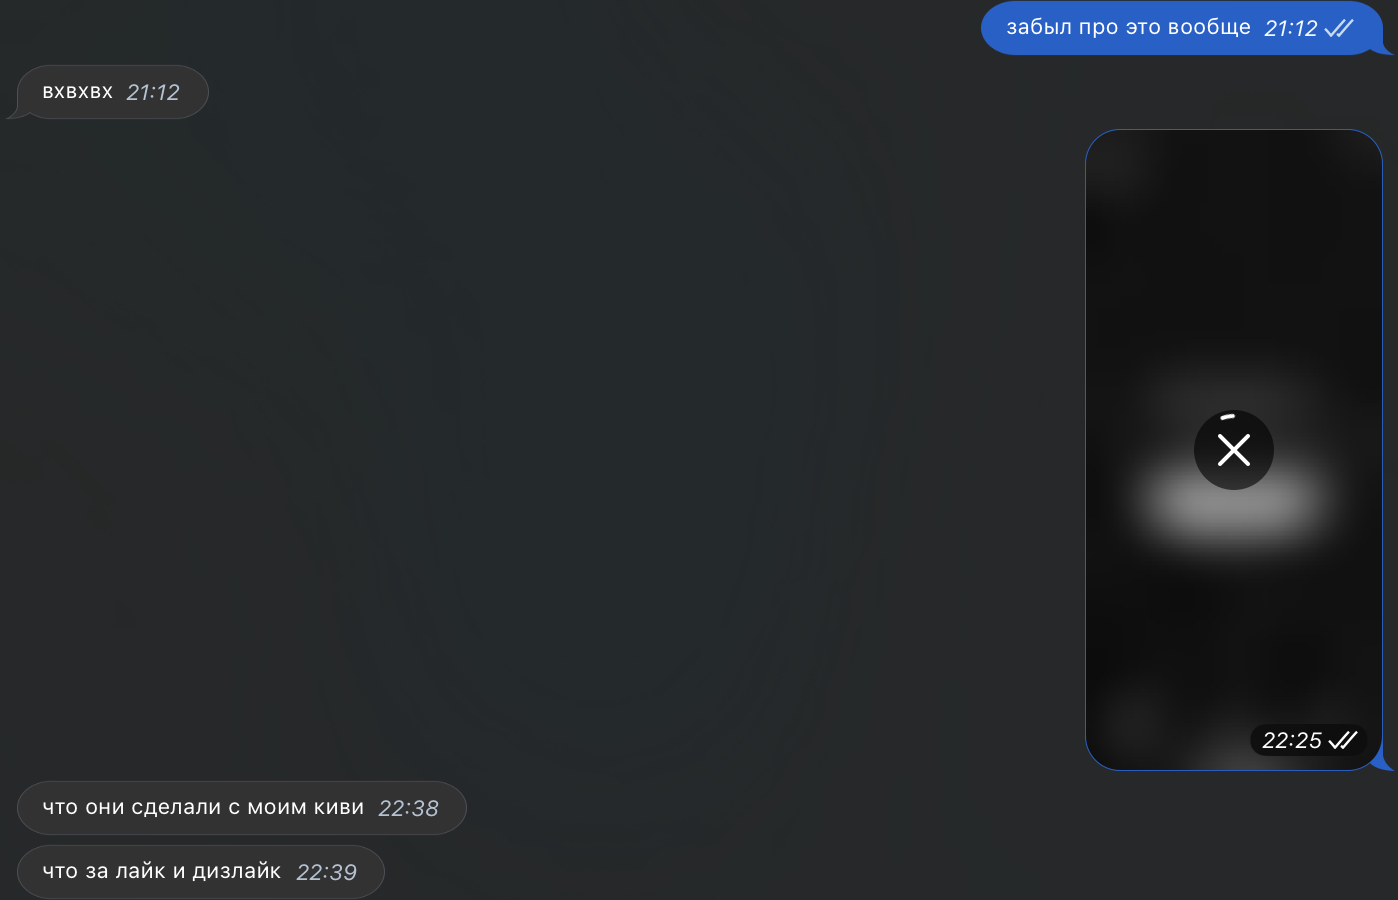 забыл про это вообще 21:12
вхвхвх 21:12
22:25
что они сделали с моим киви 22:38
что за лайк и дизлайк 22:39